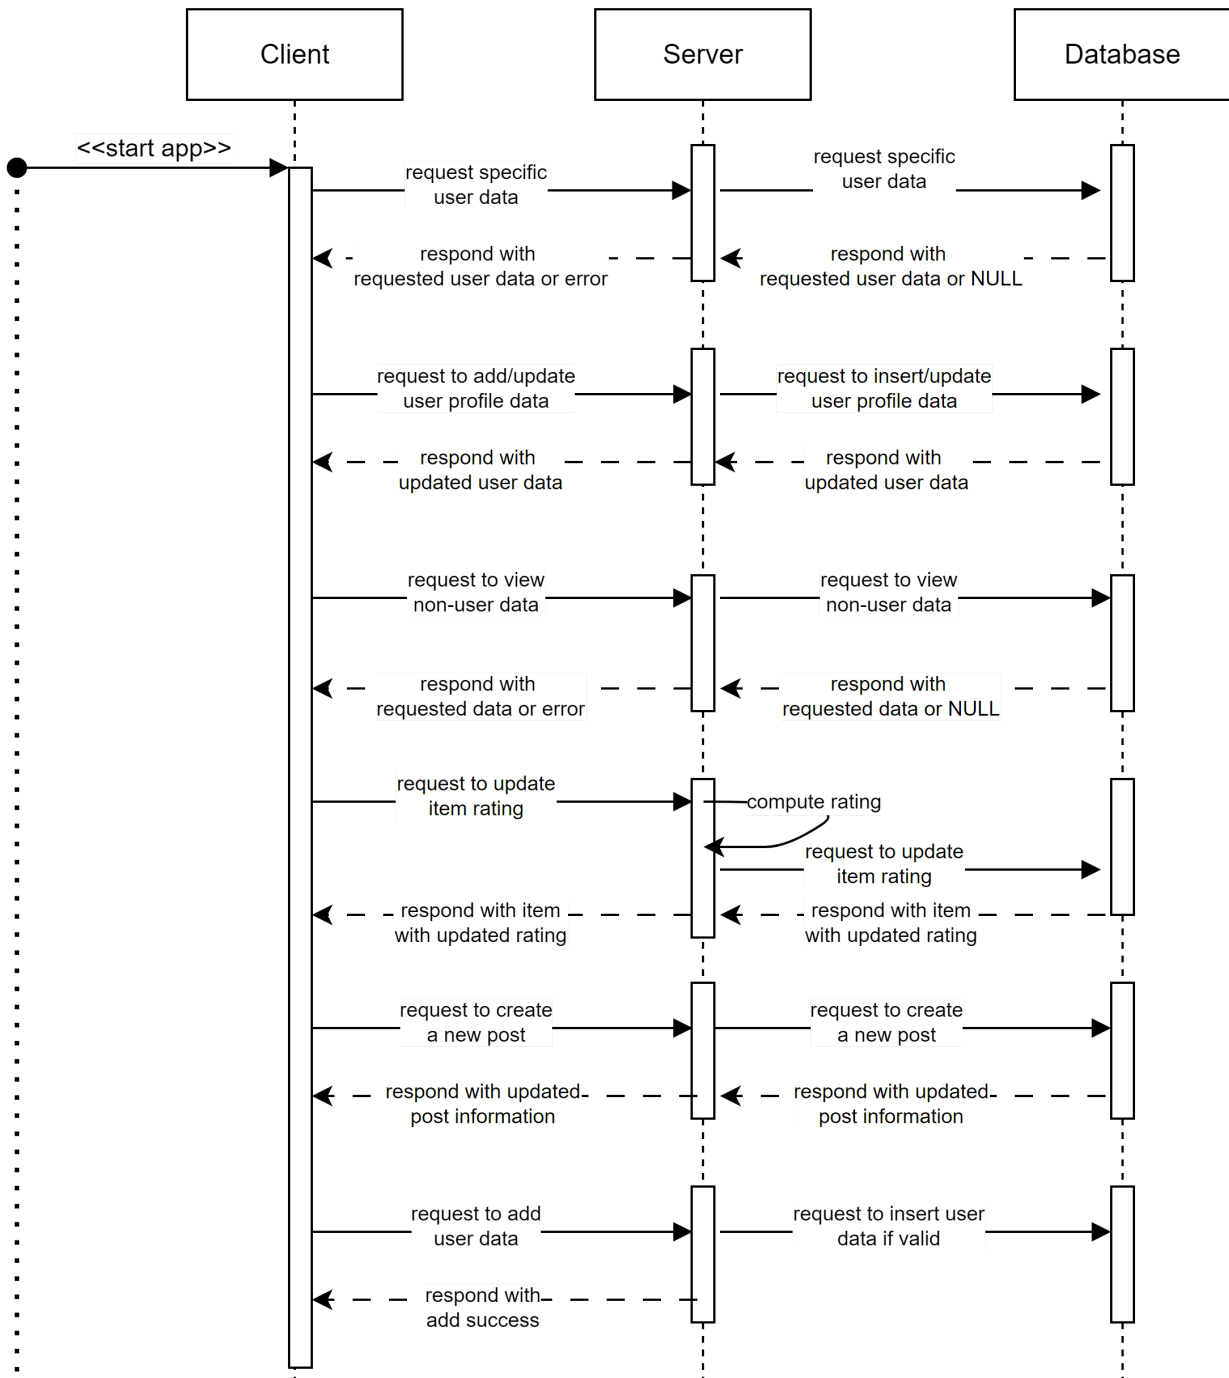 Client
Server
Database
<<start app>>
request specific
user data
request specific
user data
respond with
requested user data or error
respond with
requested user data or NULL
request to add/update
user profile data
request to insert/update
user profile data
respond with
updated user data
respond with
updated user data
request to view
non-user data
request to view
non-user data
respond with
requested data or error
respond with
requested data or NULL
request to update
item rating
compute rating
request to update
item rating
respond with item
with updated rating
respond with item
with updated rating
request to create
a new post
request to create
a new post
respond with updated
post information
respond with updated
post information
request to add
user data
request to insert user
data if valid
respond with
add success